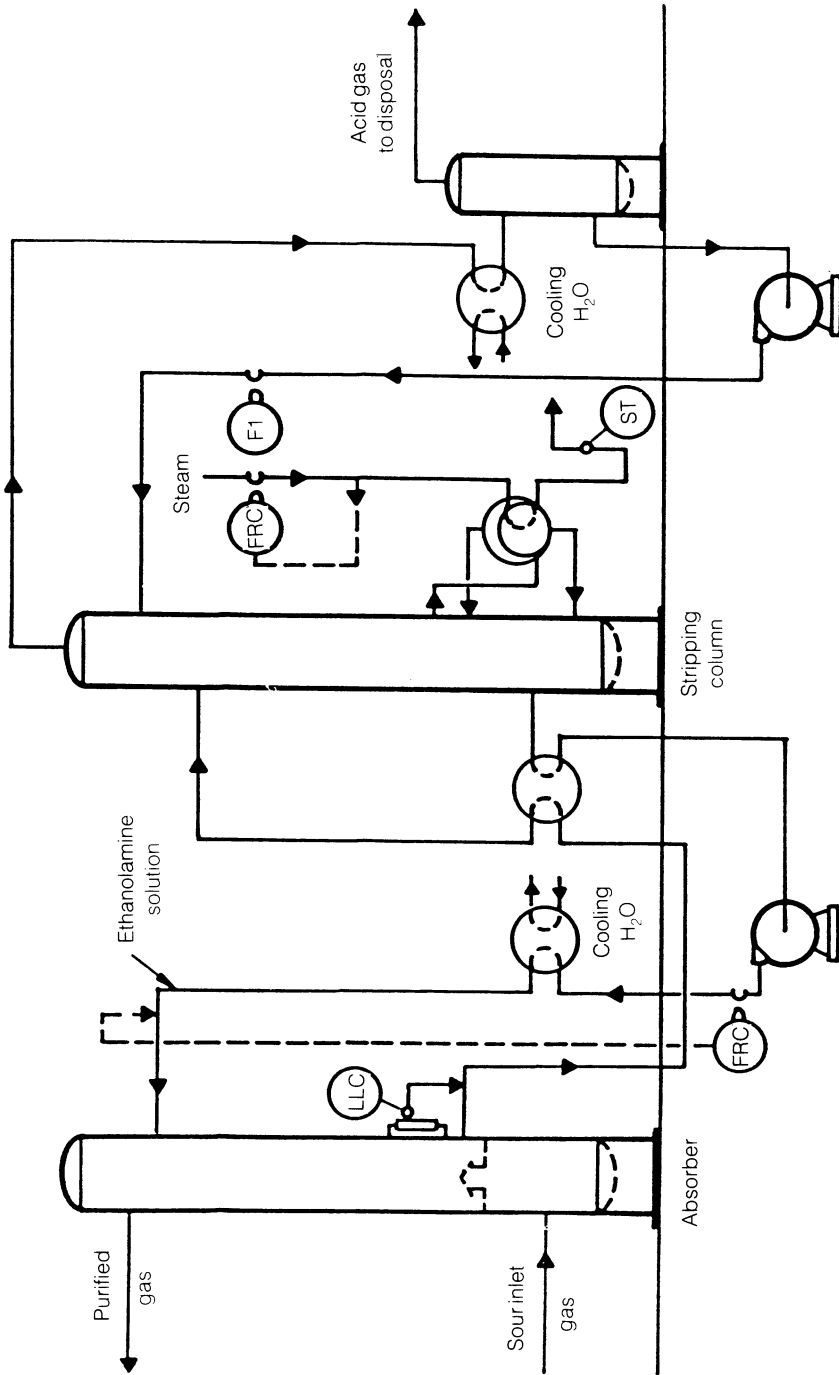 Purified
gas
Sour inlet
gas
Absorber
LLC
Ethanolamine
solution
FRC
Cooling
H₂O
Stripping
column
Steam
FRC
F1
ST
Cooling
H₂O
Acid gas
to disposal